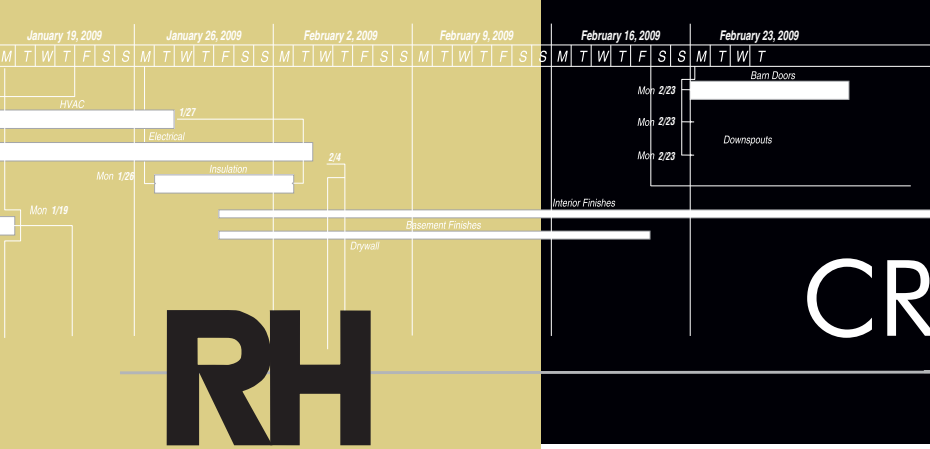 January 19, 2009 January 26, 2009 February 2, 2009 February 9, 2009 February 16, 2009 February 23, 2009
M T W T F S S M T W T F S S M T W T F S S M T W T F S S M T W T F S S M T W T
Barn Doors
Mon 2/23
HVAC
1/27
Mon 2/23
Electrical
Downspouts
2/4
Mon 2/23
Insulation
Mon 1/26
Interior Finishes
Mon 1/19
Basement Finishes
Drywall
CR
RH